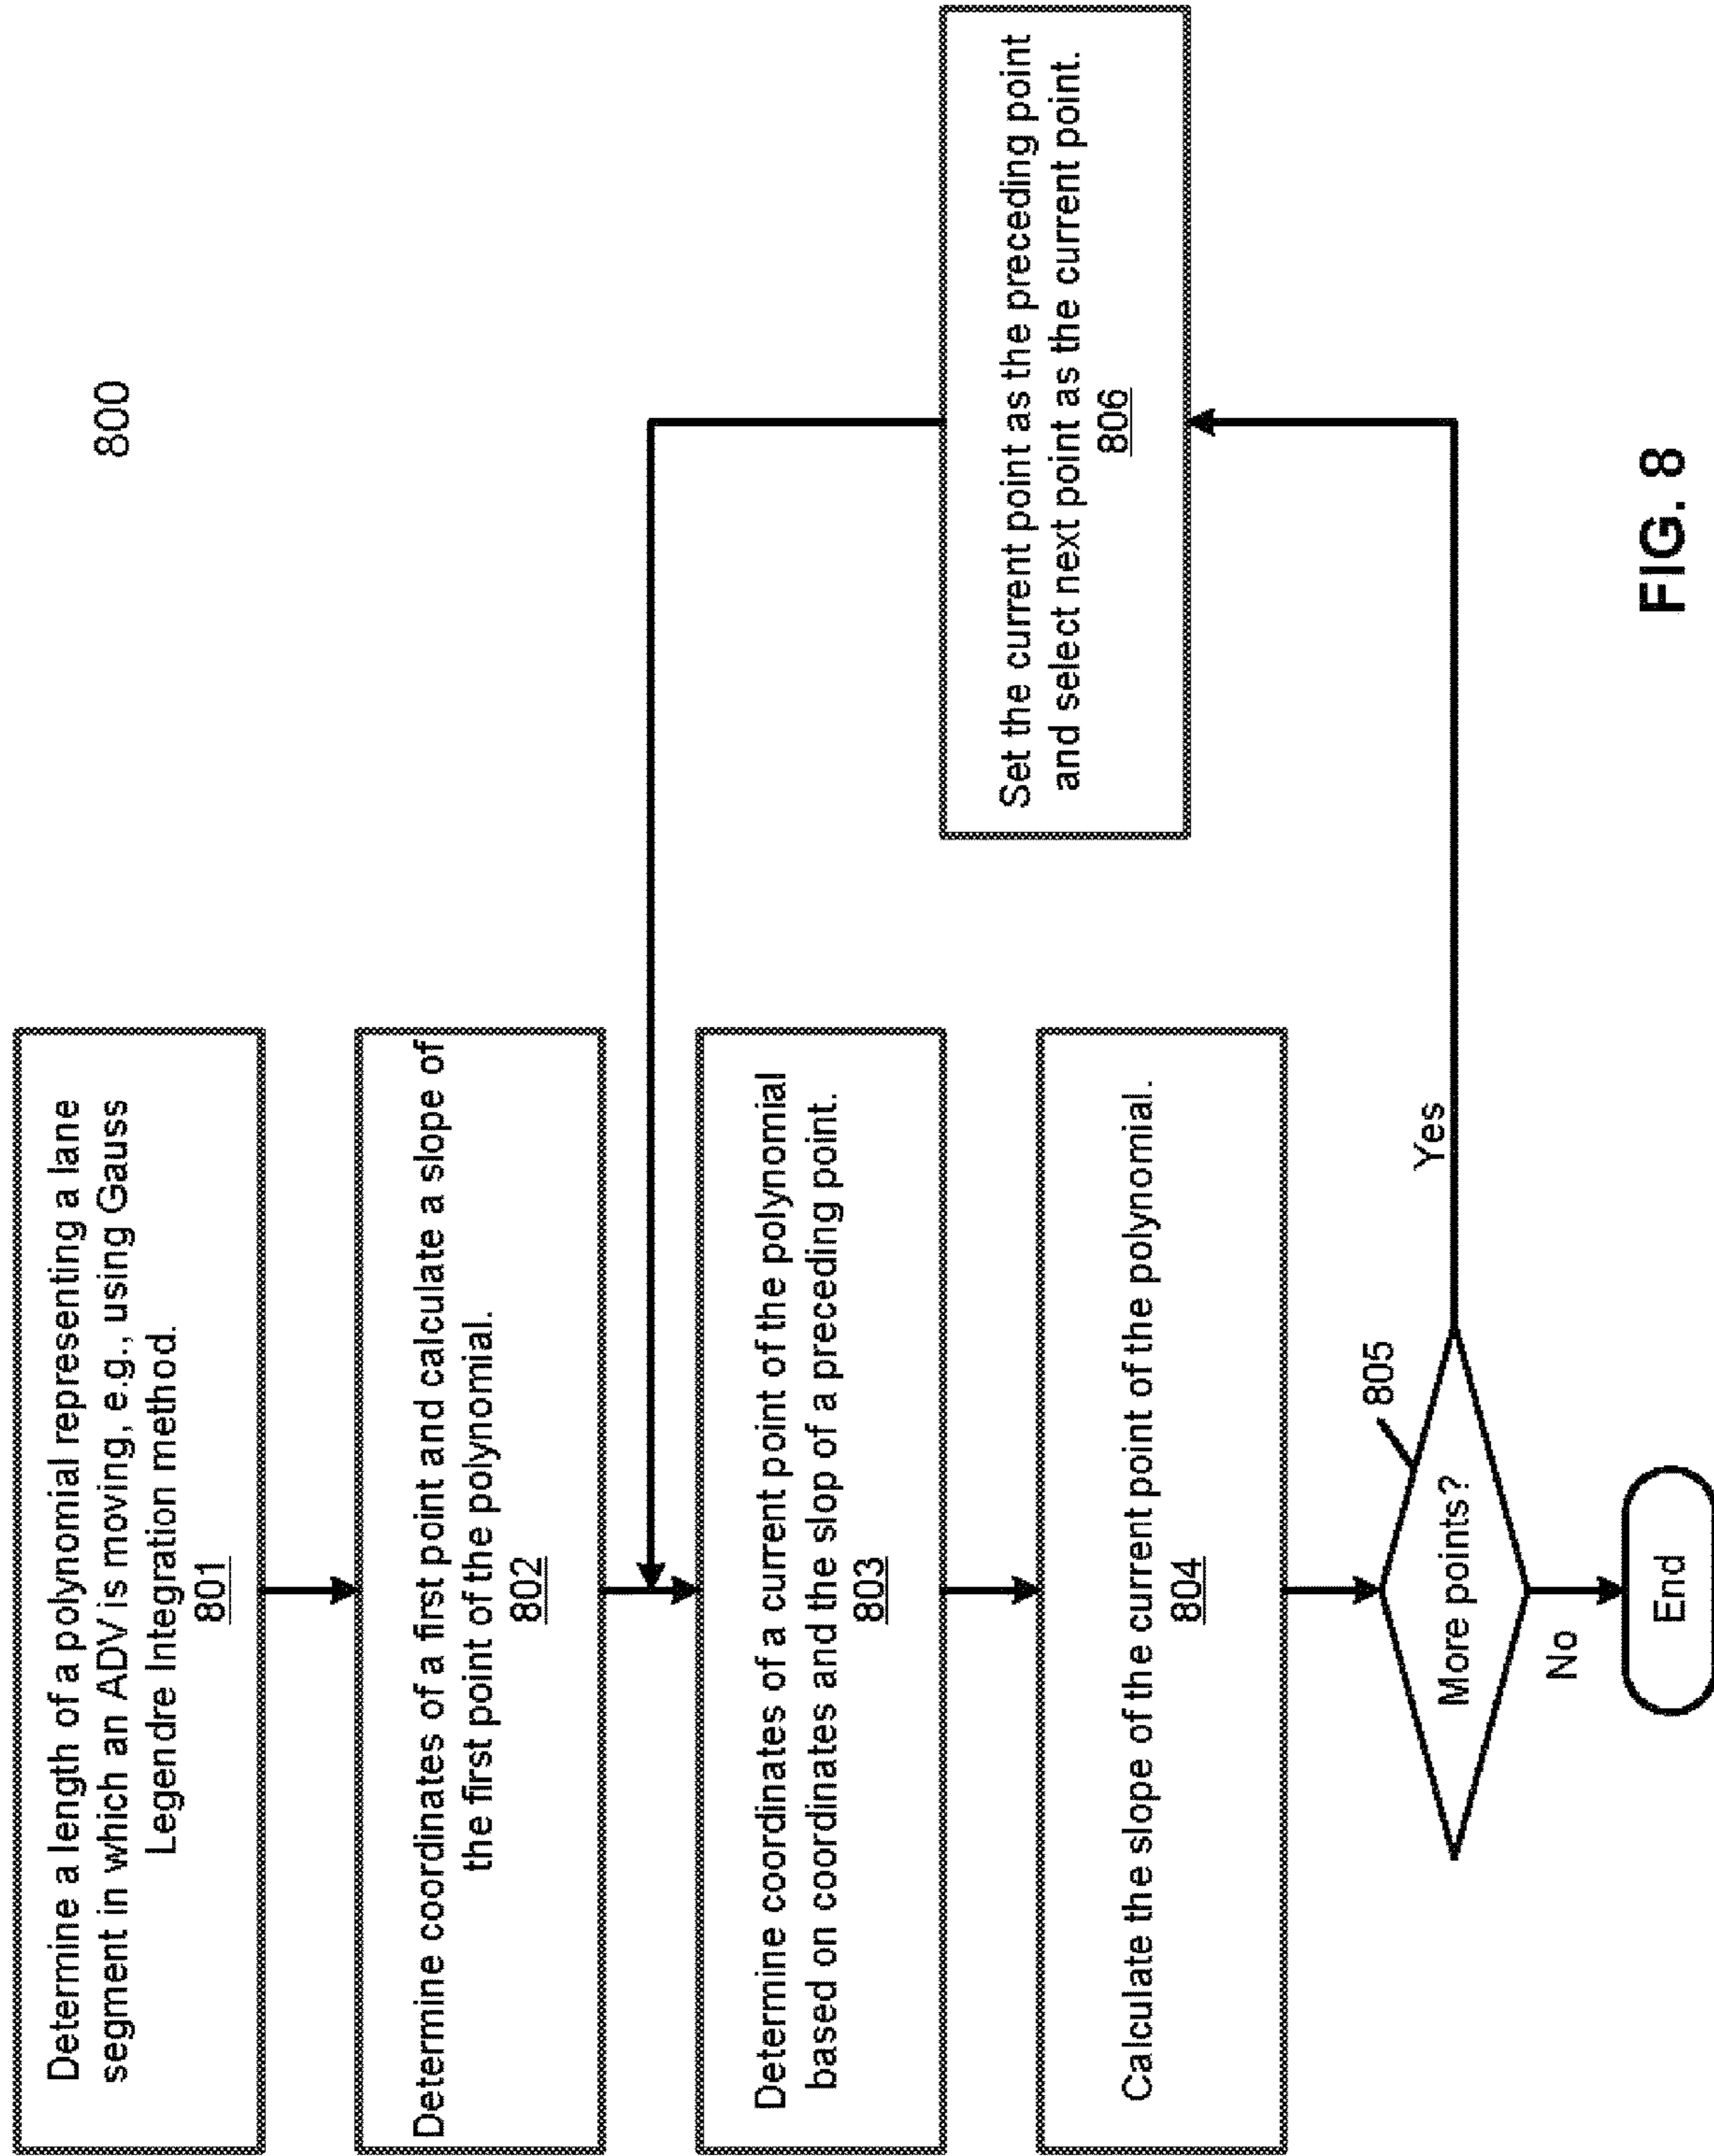 800
Determine a length of a polynomial representing a lane
segment in which an ADV is moving, e.g., using Gauss
Legendre Integration method.
801
Determine coordinates of a first point and calculate a slope of
the first point of the polynomial.
802
Determine coordinates of a current point of the polynomial
based on coordinates and the slop of a preceding point.
803
Calculate the slope of the current point of the polynomial.
804
805
More points?
Yes
No
Set the current point as the preceding point
and select next point as the current point.
806
End
FIG. 8